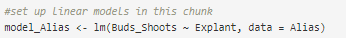 #set up linear models in this chunk
model_Alias <- lm(Buds_Shoots ~ Explant, data = Alias)